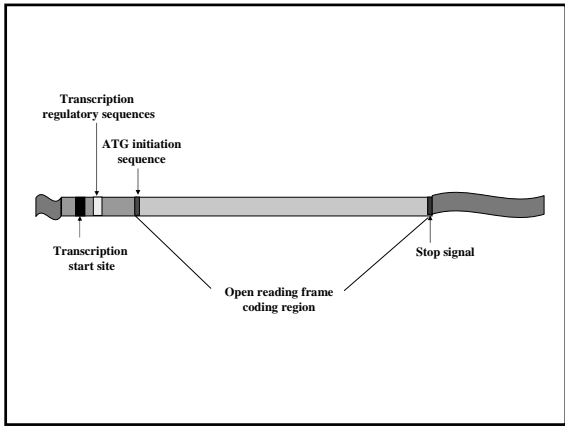 Transcription
regulatory sequences
ATG initiation
sequence
Transcription
start site
Stop signal
Open reading frame
coding region